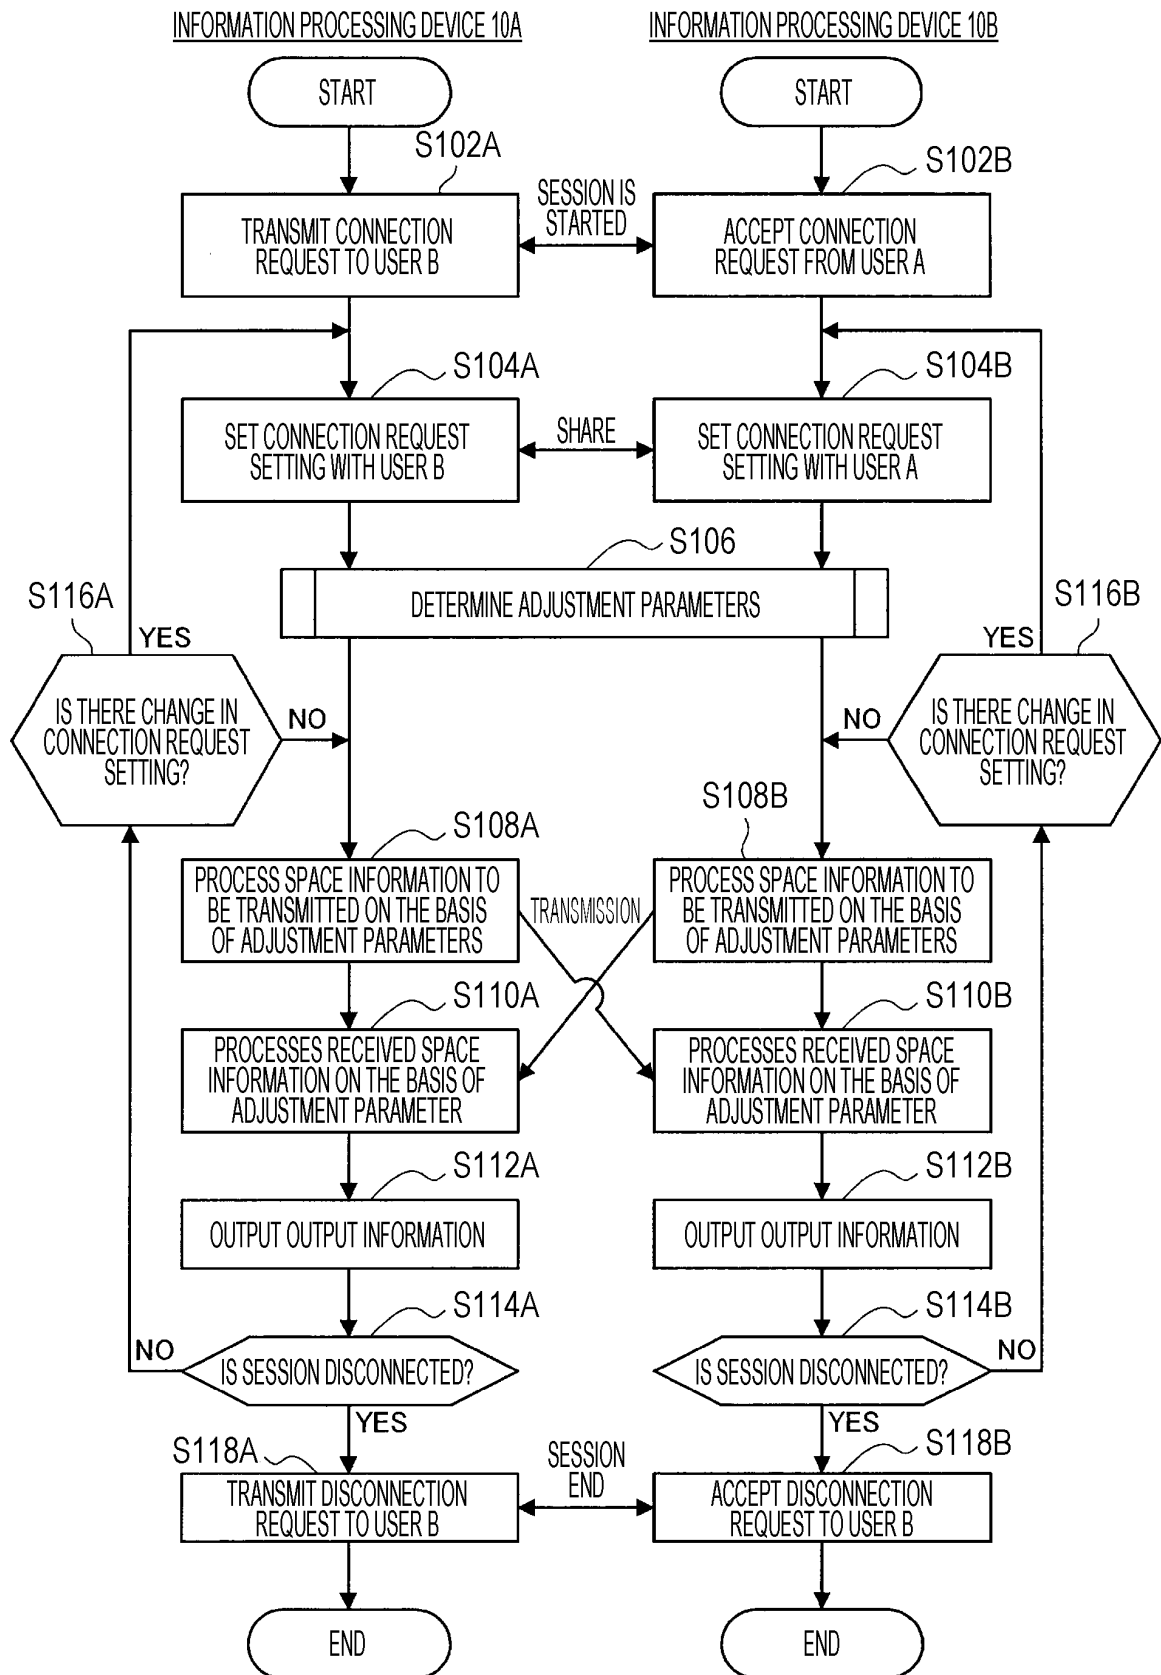 INFORMATION PROCESSING DEVICE 10A
INFORMATION PROCESSING DEVICE 10B
START
START
S102A
S102B
TRANSMIT CONNECTION
REQUEST TO USER B
SESSION IS
STARTED
ACCEPT CONNECTION
REQUEST FROM USER A
S104A
S104B
SET CONNECTION REQUEST
SETTING WITH USER B
SHARE
SET CONNECTION REQUEST
SETTING WITH USER A
S106
DETERMINE ADJUSTMENT PARAMETERS
S116A
YES
IS THERE CHANGE IN
CONNECTION REQUEST
SETTING?
NO
S116B
YES
IS THERE CHANGE IN
CONNECTION REQUEST
SETTING?
NO
S108A
S108B
PROCESS SPACE INFORMATION TO
BE TRANSMITTED ON THE BASIS
OF ADJUSTMENT PARAMETERS
TRANSMISSION
PROCESS SPACE INFORMATION TO
BE TRANSMITTED ON THE BASIS
OF ADJUSTMENT PARAMETERS
S110A
S110B
PROCESSES RECEIVED SPACE
INFORMATION ON THE BASIS OF
ADJUSTMENT PARAMETER
PROCESSES RECEIVED SPACE
INFORMATION ON THE BASIS OF
ADJUSTMENT PARAMETER
S112A
S112B
OUTPUT OUTPUT INFORMATION
OUTPUT OUTPUT INFORMATION
S114A
S114B
NO
IS SESSION DISCONNECTED?
IS SESSION DISCONNECTED?
NO
YES
YES
S118A
S118B
TRANSMIT DISCONNECTION
REQUEST TO USER B
SESSION
END
ACCEPT DISCONNECTION
REQUEST TO USER B
END
END